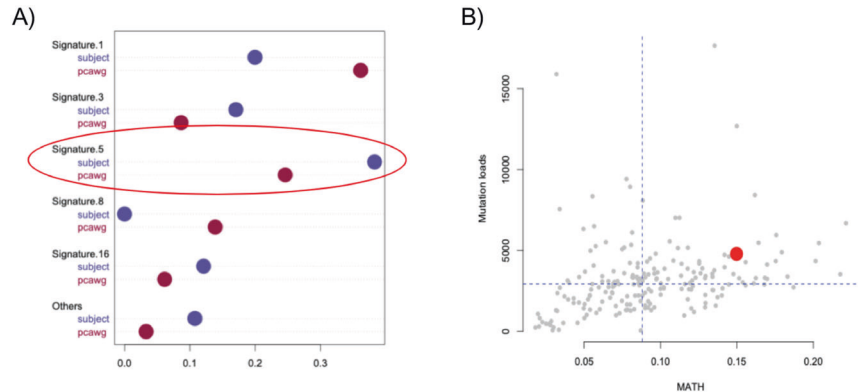 A)
Signature.1
subject
pcawg
Signature.3
subject
pcawg
Signature.5
subject
pcawg
Signature.8
subject
pcawg
Signature.16
subject
pcawg
Others
subject
pcawg
0.0 0.1 0.2 0.3
B)
Mutation loads
15000
10000
5000
0
0.05 0.10 0.15 0.20
MATH